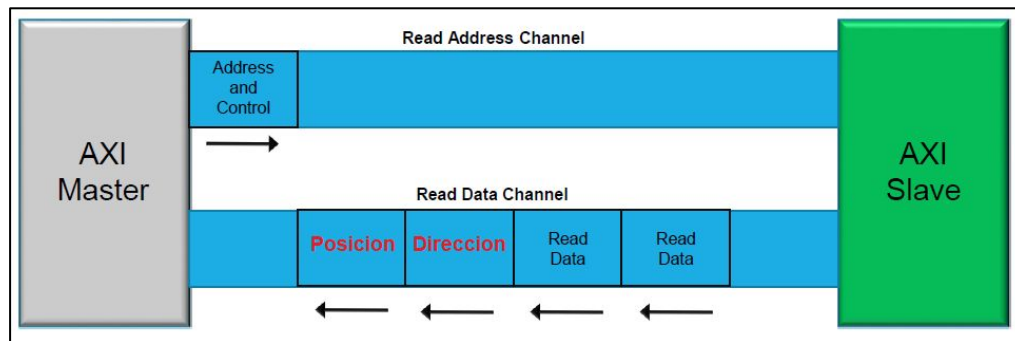 Read Address Channel
Address
and
Control
AXI
Master
AXI
Slave
Read Data Channel
Posicion
Direccion
Read
Data
Read
Data